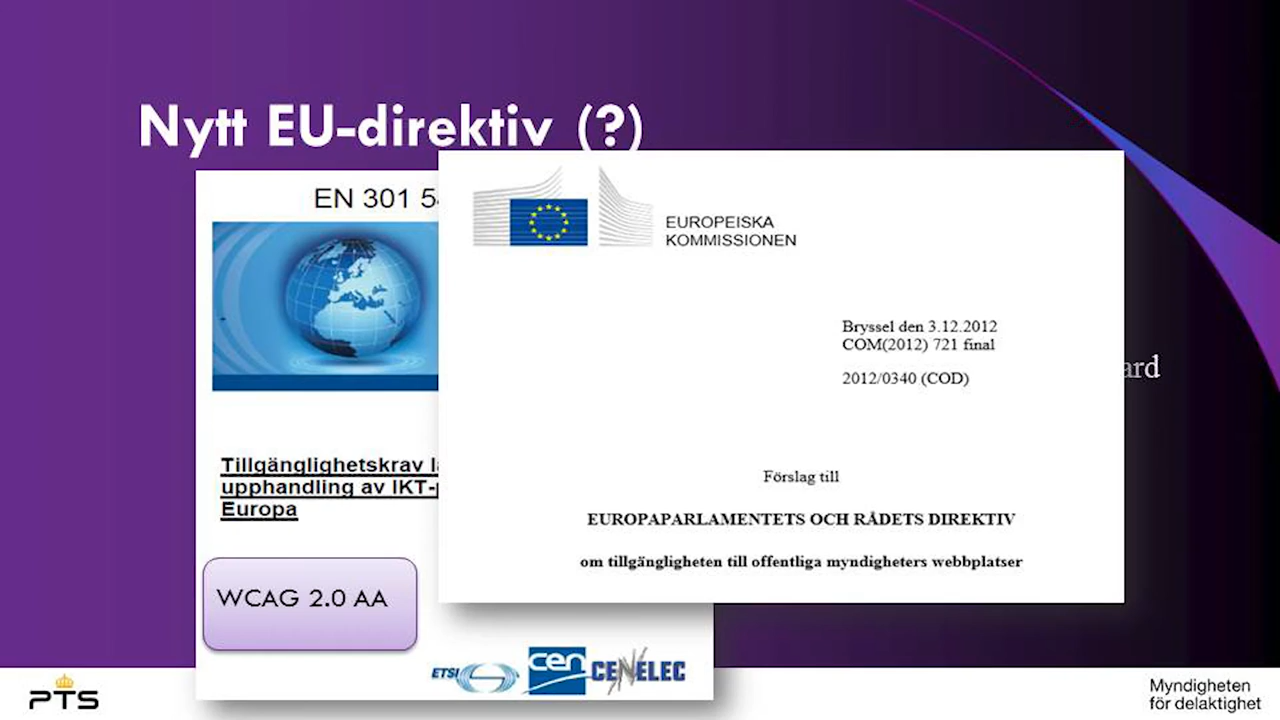 Nytt EU-direktiv (?)
EN 301 54
EUROPEISKA
KOMMISSIONEN
Bryssel den 3.12.2012
COM(2012) 721 final
2012/0340 (COD)
Förslag till
EUROPAPARLAMENTETS OCH RÅDETS DIREKTIV
om tillgängligheten till offentliga myndigheters webbplatser
Tillgänglighetskrav
upphandling av IKT-
Europa
WCAG 2.0 AA
ETSI cen CENELEC
PTS
Myndigheten
för delaktighet